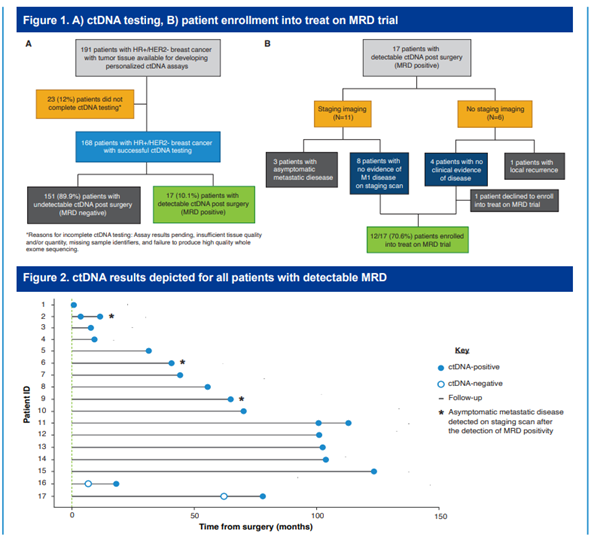 Figure 1. A) ctDNA testing, B) patient enrollment into treat on MRD trial
A
191 patients with HR+/HER2- breast cancer
with tumor tissue available for developing
personalized ctDNA assays
23 (12%) patients did not
complete ctDNA testing*
168 patients with HR+/HER2- breast cancer
with successful ctDNA testing
151 (89.9%) patients with
undetectable ctDNA post surgery
(MRD negative)
17 (10.1%) patients with
detectable ctDNA post surgery
(MRD positive)
*Reasons for incomplete ctDNA testing: Assay results pending, insufficient tissue quality
and/or quantity, missing sample identifiers, and failure to produce high quality whole
exome sequencing.
B
17 patients with
detectable ctDNA post surgery
(MRD positive)
Staging imaging
(N=11)
No staging imaging
(N=6)
3 patients with
asymptomatic
metastatic diesease
8 patients with
no evidence of
M1 disease on
staging scan
4 patients with no
clinical evidence
of disease
1 patient with
local recurrence
1 patient declined to enroll
into treat on MRD trial
12/17 (70.6%) patients enrolled
into treat on MRD trial
Figure 2. ctDNA results depicted for all patients with detectable MRD
Patient ID
1
2
*
3
4
5
6
*
7
8
9
*
10
11
12
13
14
15
16
17
0
50
100
150
Time from surgery (months)
Key
ctDNA-positive
ctDNA-negative
Follow-up
* Asymptomatic metastatic disease
detected on staging scan after
the detection of MRD positivity